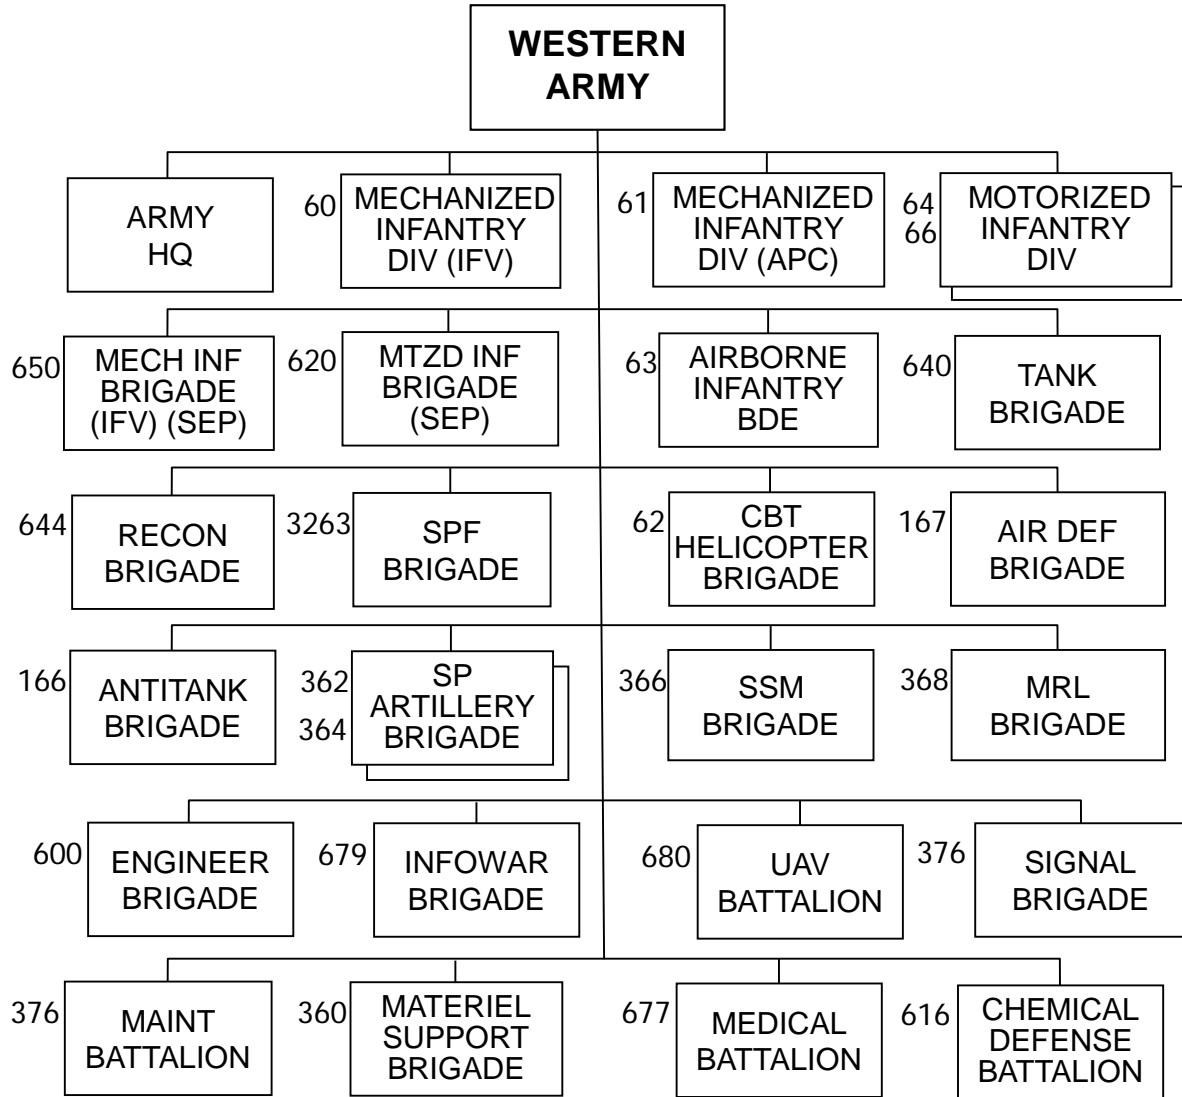 WESTERN
ARMY
ARMY
HQ
60
MECHANIZED
INFANTRY
DIV (IFV)
61
MECHANIZED
INFANTRY
DIV (APC)
64
66
MOTORIZED
INFANTRY
DIV
650
MECH INF
BRIGADE
(IFV) (SEP)
620
MTZD INF
BRIGADE
(SEP)
63
AIRBORNE
INFANTRY
BDE
640
TANK
BRIGADE
644
RECON
BRIGADE
3263
SPF
BRIGADE
62
CBT
HELICOPTER
BRIGADE
167
AIR DEF
BRIGADE
166
ANTITANK
BRIGADE
362
364
SP
ARTILLERY
BRIGADE
366
SSM
BRIGADE
368
MRL
BRIGADE
600
ENGINEER
BRIGADE
679
INFOWAR
BRIGADE
680
UAV
BATTALION
376
SIGNAL
BRIGADE
376
MAINT
BATTALION
360
MATERIEL
SUPPORT
BRIGADE
677
MEDICAL
BATTALION
616
CHEMICAL
DEFENSE
BATTALION